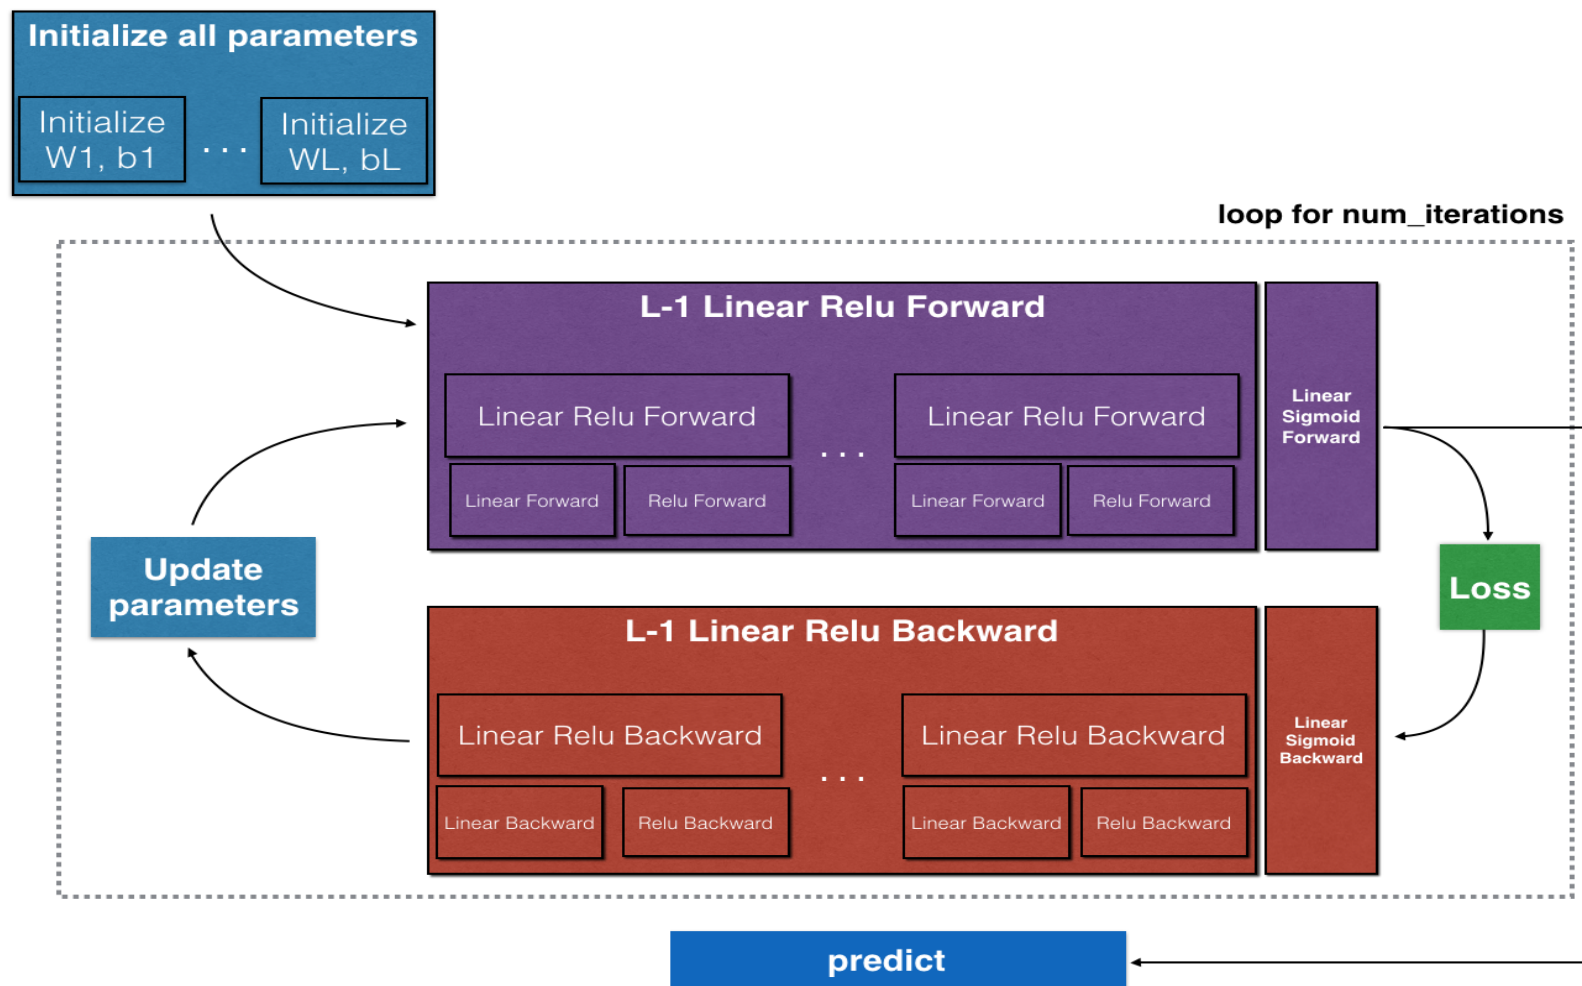 Initialize all parameters
Initialize
W1, b1
. . .
Initialize
WL, bL
loop for num_iterations
L-1 Linear Relu Forward
Linear Relu Forward
Linear Forward
Relu Forward
. . .
Linear Relu Forward
Linear Forward
Relu Forward
Linear
Sigmoid
Forward
Update
parameters
Loss
L-1 Linear Relu Backward
Linear Relu Backward
Linear Backward
Relu Backward
. . .
Linear Relu Backward
Linear Backward
Relu Backward
Linear
Sigmoid
Backward
predict